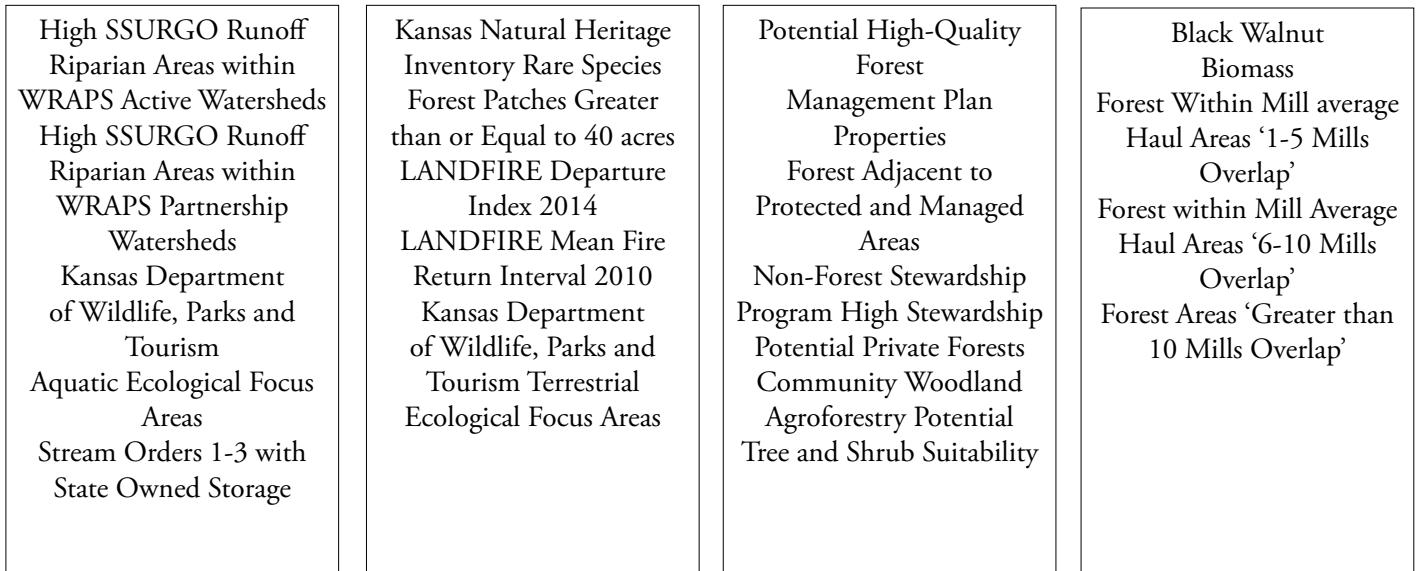 High SSURGO Runoff
Riparian Areas within
WRAPS Active Watersheds
High SSURGO Runoff
Riparian Areas within
WRAPS Partnership
Watersheds
Kansas Department
of Wildlife, Parks and
Tourism
Aquatic Ecological Focus
Areas
Stream Orders 1-3 with
State Owned Storage
Kansas Natural Heritage
Inventory Rare Species
Forest Patches Greater
than or Equal to 40 acres
LANDFIRE Departure
Index 2014
LANDFIRE Mean Fire
Return Interval 2010
Kansas Department
of Wildlife, Parks and
Tourism Terrestrial
Ecological Focus Areas
Potential High-Quality
Forest
Management Plan
Properties
Forest Adjacent to
Protected and Managed
Areas
Non-Forest Stewardship
Program High Stewardship
Potential Private Forests
Community Woodland
Agroforestry Potential
Tree and Shrub Suitability
Black Walnut
Biomass
Forest Within Mill average
Haul Areas ‘1-5 Mills
Overlap’
Forest within Mill Average
Haul Areas ‘6-10 Mills
Overlap’
Forest Areas ‘Greater than
10 Mills Overlap’